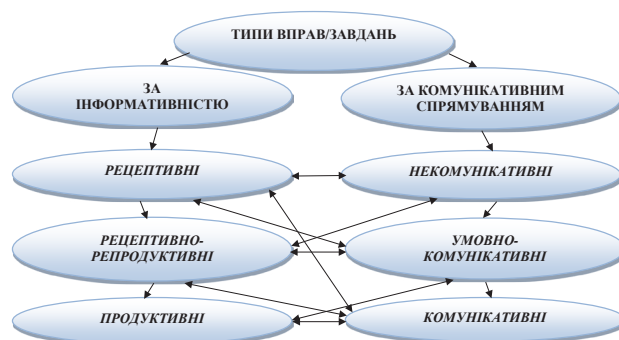 ТИПИ ВПРАВ/ЗАВДАНЬ
ЗА
ІНФОРМАТИВНІСТЮ
ЗА КОМУНІКАТИВНИМ
СПРЯМУВАННЯМ
РЕЦЕПТИВНІ
НЕКОМУНІКАТИВНІ
РЕЦЕПТИВНО-
РЕПРОДУКТИВНІ
УМОВНО-
КОМУНІКАТИВНІ
ПРОДУКТИВНІ
КОМУНІКАТИВНІ